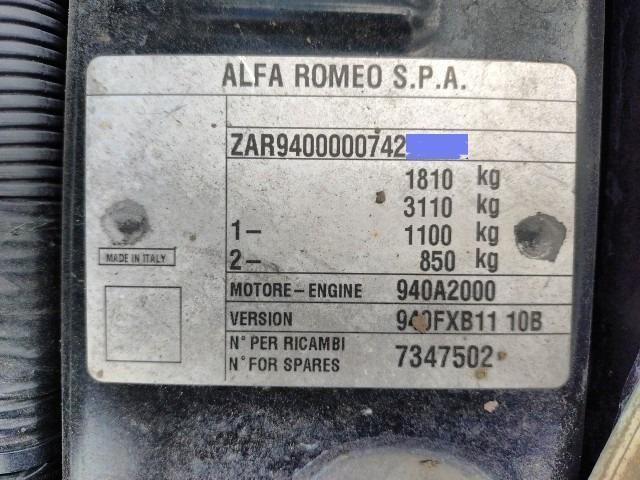 ALFA ROMEO S.P.A.
ZAR9400000742
1810 kg
3110 kg
1– 1100 kg
2– 850 kg
MADE IN ITALY
MOTORE–ENGINE 940A2000
VERSION 940FXB11 10B
N° PER RICAMBI
N° FOR SPARES 7347502